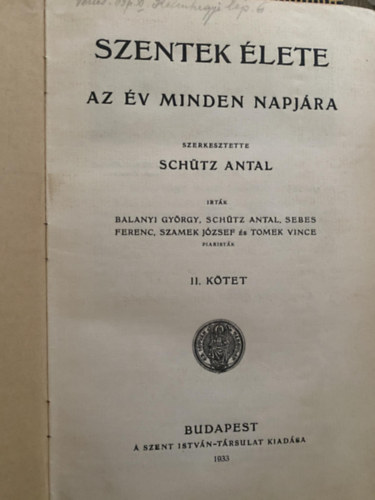 SZENTEK ÉLETE
AZ ÉV MINDEN NAPJÁRA
SZERKESZTETTE
SCHÜTZ ANTAL
IRTÁK
BALANYI GYÖRGY, SCHÜTZ ANTAL, SEBES
FERENC, SZAMEK JÓZSEF és TOMEK VINCE
PIARISTÁK
II. KÖTET
BUDAPEST
A SZENT ISTVÁN-TÁRSULAT KIADÁSA
1933